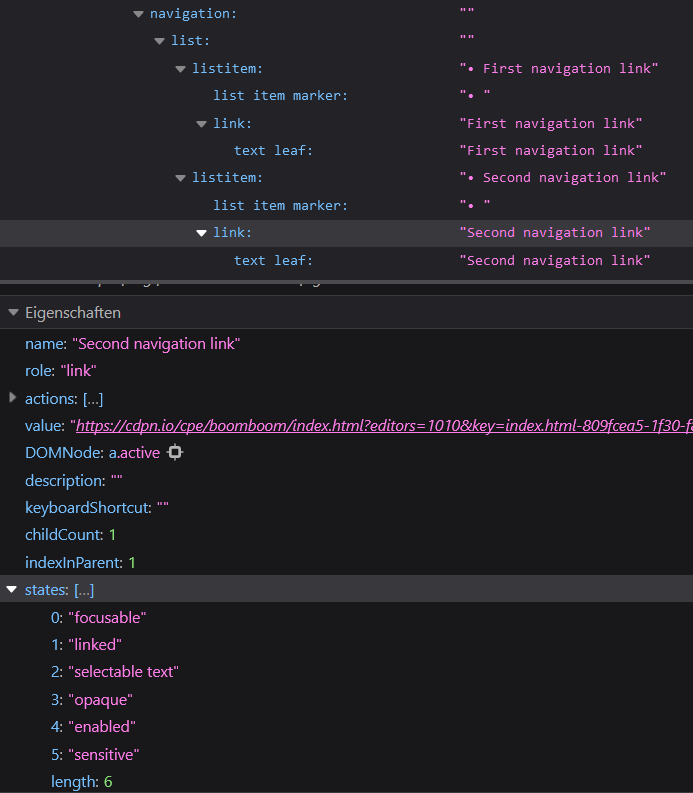 navigation: ""
list: ""
listitem: "• First navigation link"
list item marker: "• "
link: "First navigation link"
text leaf: "First navigation link"
listitem: "• Second navigation link"
list item marker: "• "
link: "Second navigation link"
text leaf: "Second navigation link"
Eigenschaften
name: "Second navigation link"
role: "link"
actions: […]
value: "https://cdpn.io/cpe/boomboom/index.html?editors=1010&key=index.html-809fcea5-1f30-f
DOMNode: a.active
description: ""
keyboardShortcut: ""
childCount: 1
indexInParent: 1
states: […]
0: "focusable"
1: "linked"
2: "selectable text"
3: "opaque"
4: "enabled"
5: "sensitive"
length: 6